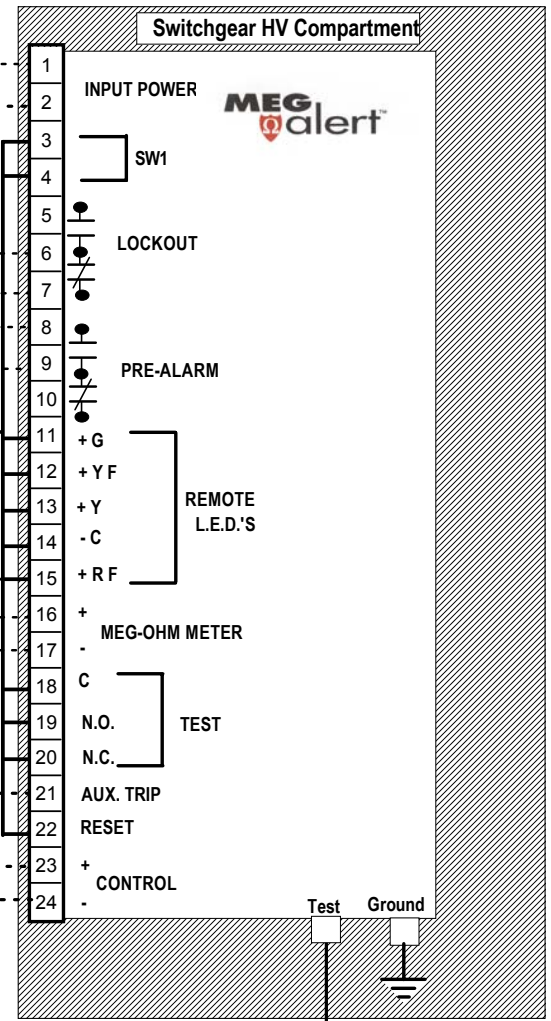 Switchgear HV Compartment
MEG alert™
1
INPUT POWER
2
3
SW1
4
5
LOCKOUT
6
7
8
9
PRE-ALARM
10
11 + G
12 + Y F
13 + Y
REMOTE
L.E.D.'S
14 - C
15 + R F
16 +
MEG-OHM METER
17 -
18 C
19 N.O.
TEST
20 N.C.
21 AUX. TRIP
22 RESET
23 +
CONTROL
24 -
Test Ground